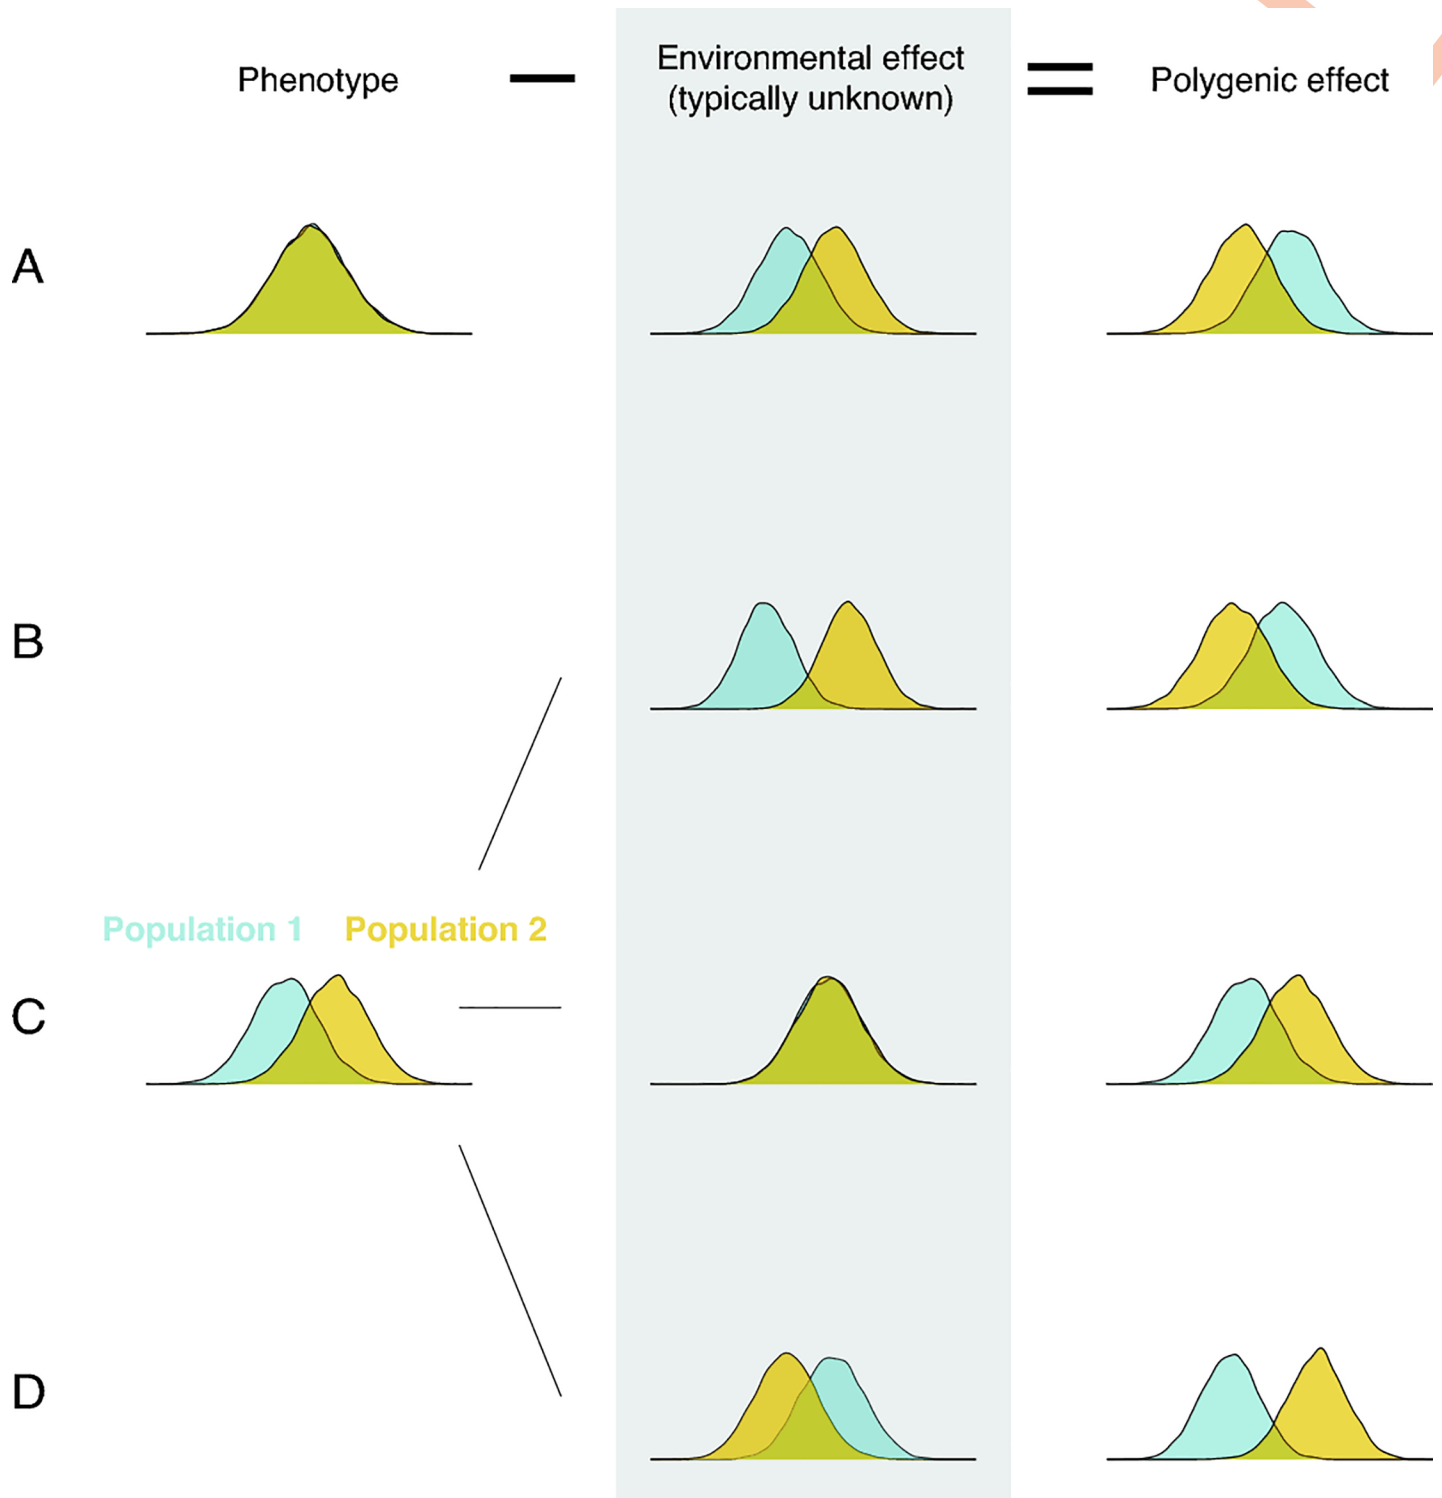 Phenotype
Environmental effect
(typically unknown)
Polygenic effect
A
B
Population 1 Population 2
C
D